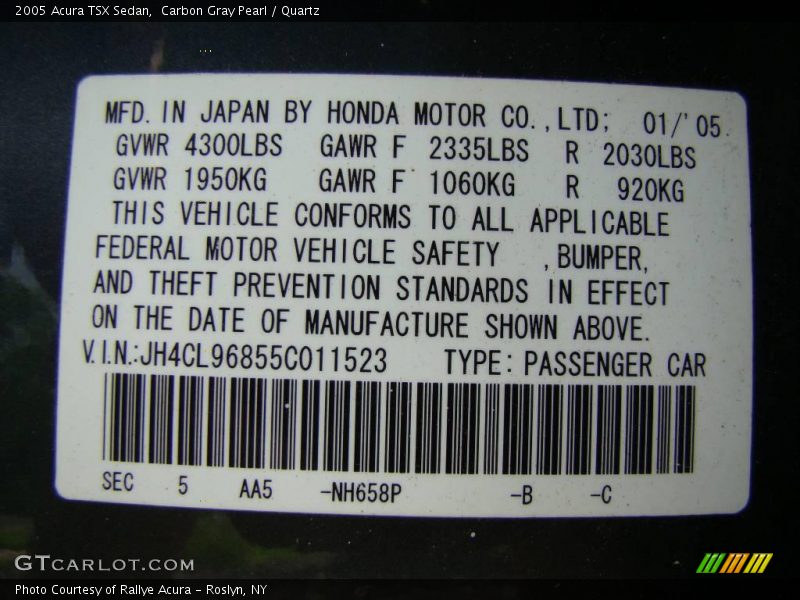 2005 Acura TSX Sedan,  Carbon Gray Pearl / Quartz
MFD. IN JAPAN BY HONDA MOTOR CO.,LTD; 01/'05.
GVWR 4300LBS GAWR F 2335LBS R 2030LBS
GVWR 1950KG GAWR F 1060KG R 920KG
THIS VEHICLE CONFORMS TO ALL APPLICABLE
FEDERAL MOTOR VEHICLE SAFETY ,BUMPER,
AND THEFT PREVENTION STANDARDS IN EFFECT
ON THE DATE OF MANUFACTURE SHOWN ABOVE.
V.I.N.:JH4CL96855C011523 TYPE: PASSENGER CAR
SEC 5 AA5 -NH658P -B -C
GTCARLOT.COM
Photo Courtesy of Rallye Acura - Roslyn, NY